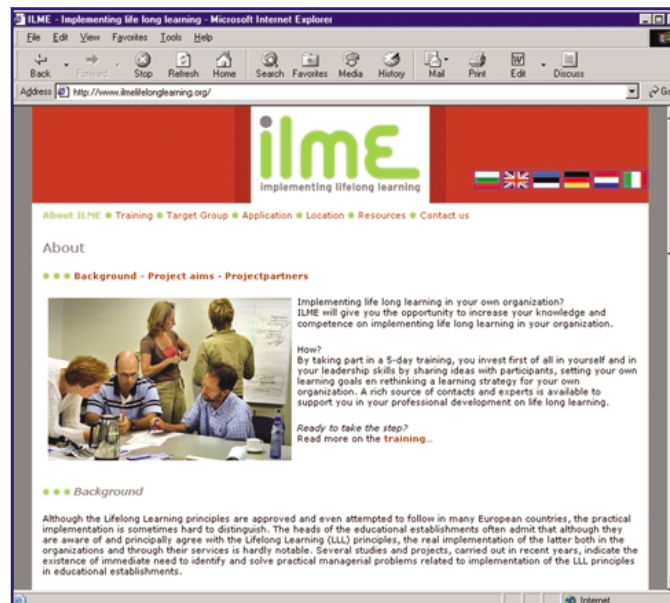 ILME - Implementing life long learning - Microsoft Internet Explorer
File Edit View Favorites Tools Help
Back Forward Stop Refresh Home Search Favorites Media History Mail Print Edit Discuss
Address http://www.ilmelifelonglearning.org/ Go
ilmE
implementing lifelong learning
About ILME Training Target Group Application Location Resources Contact us
About
Background - Project aims - Projectpartners
Implementing life long learning in your own organization?
ILME will give you the opportunity to increase your knowledge and
competence on implementing life long learning in your organization.
How?
By taking part in a 5-day training, you invest first of all in yourself and in
your leadership skills by sharing ideas with participants, setting your own
learning goals en rethinking a learning strategy for your own
organization. A rich source of contacts and experts is available to
support you in your professional development on life long learning.
Ready to take the step?
Read more on the training...
Background
Although the Lifelong Learning principles are approved and even attempted to follow in many European countries, the practical
implementation is sometimes hard to distinguish. The heads of the educational establishments often admit that although they
are aware of and principally agree with the Lifelong Learning (LLL) principles, the real implementation of the latter both in the
organizations and through their services is hardly notable. Several studies and projects, carried out in recent years, indicate the
existence of immediate need to identify and solve practical managerial problems related to implementation of the LLL principles
in educational establishments.
Internet